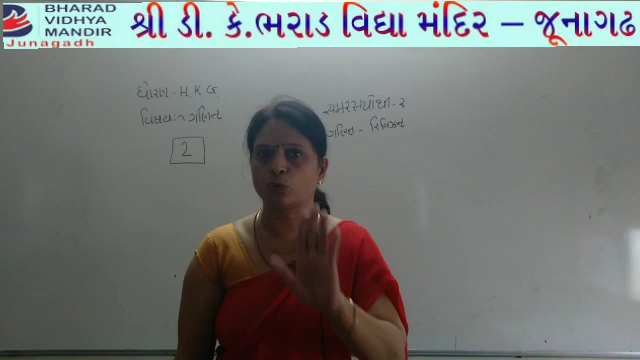 BHARAD
VIDHYA
MANDIR
Junagadh
શ્રી ડી. કે.ભરાડ વિદ્યા મંદિર – જૂનાગઢ
ધોરણ - H.K.G.
વિષય:- ગણિત
2
ગણિત - રિવિઝન